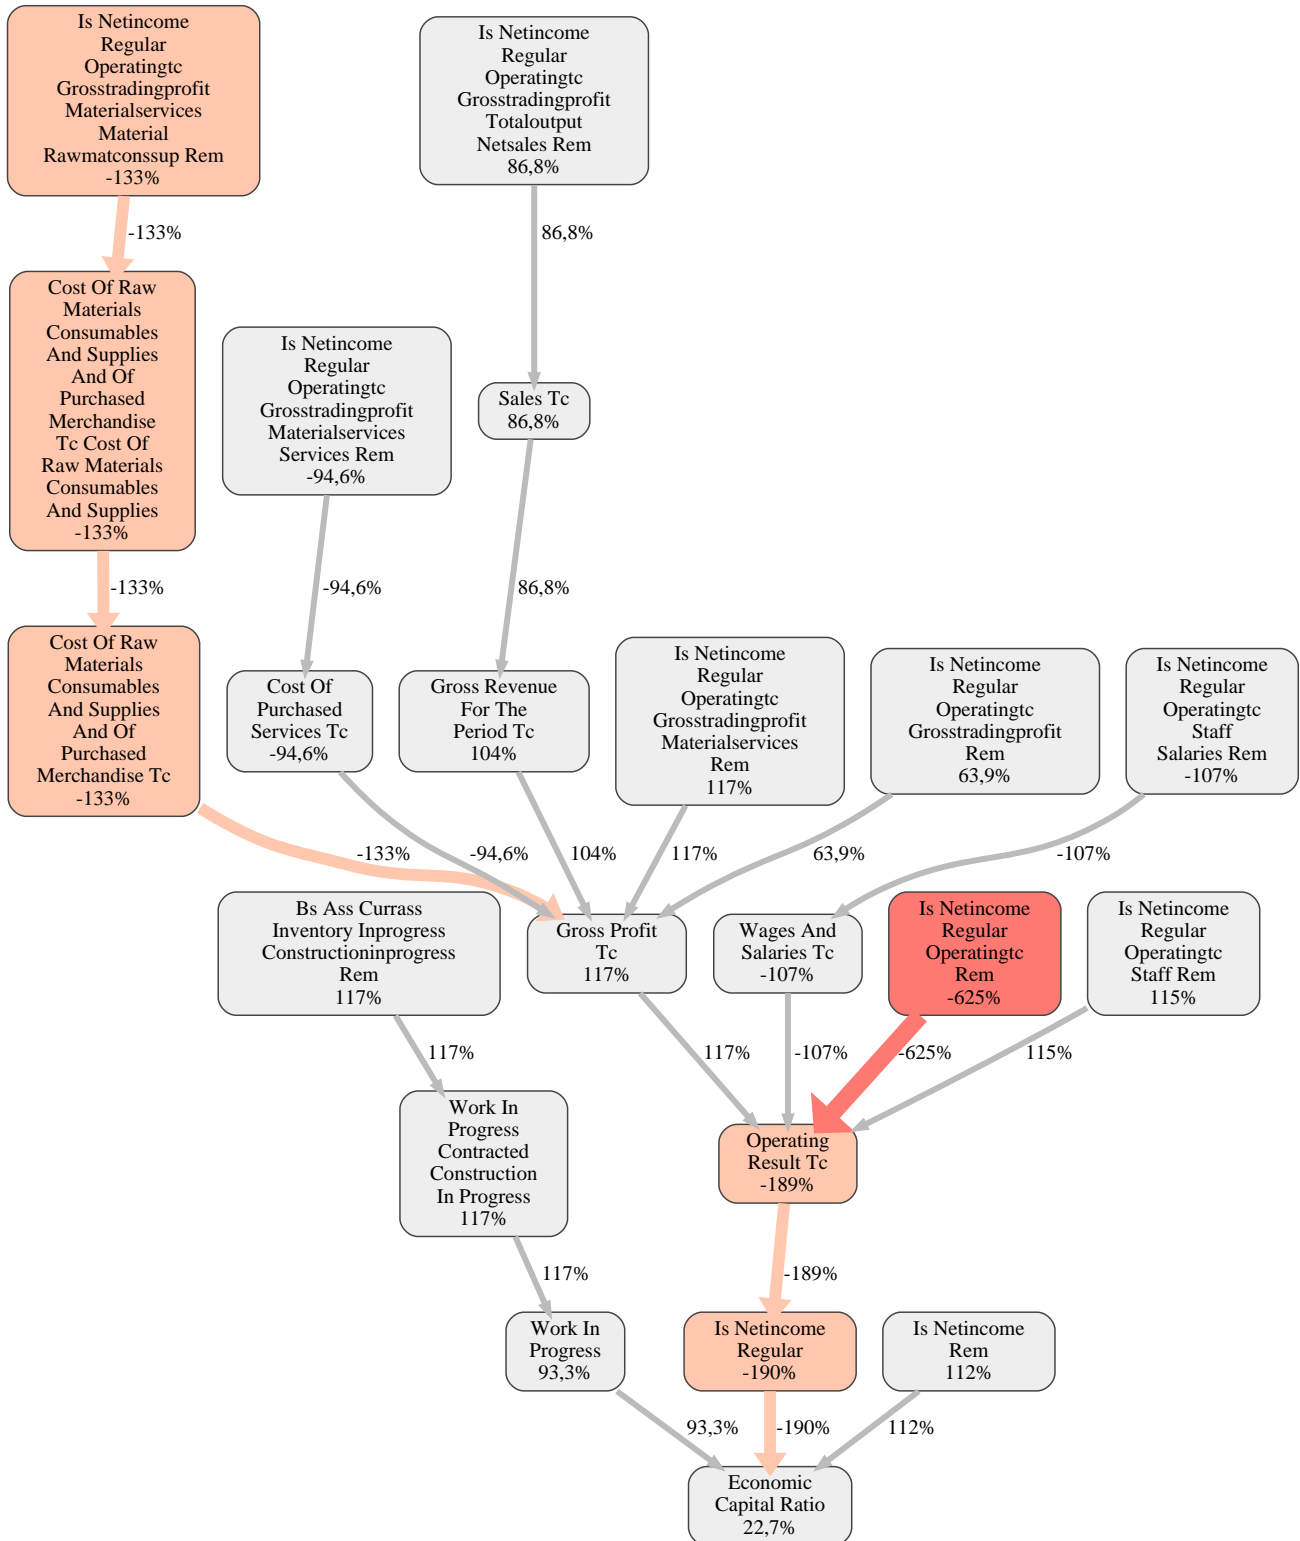 Is Netincome
Regular
Operatingtc
Grosstradingprofit
Materialservices
Material
Rawmatconssup Rem
-133%
Is Netincome
Regular
Operatingtc
Grosstradingprofit
Totaloutput
Netsales Rem
86,8%
-133%
86,8%
Cost Of Raw
Materials
Consumables
And Supplies
And Of
Purchased
Merchandise
Tc Cost Of
Raw Materials
Consumables
And Supplies
-133%
Is Netincome
Regular
Operatingtc
Grosstradingprofit
Materialservices
Services Rem
-94,6%
Sales Tc
86,8%
-133%
-94,6%
86,8%
Cost Of Raw
Materials
Consumables
And Supplies
And Of
Purchased
Merchandise Tc
-133%
Cost Of
Purchased
Services Tc
-94,6%
Gross Revenue
For The
Period Tc
104%
Is Netincome
Regular
Operatingtc
Grosstradingprofit
Materialservices
Rem
117%
Is Netincome
Regular
Operatingtc
Grosstradingprofit
Rem
63,9%
Is Netincome
Regular
Operatingtc
Staff
Salaries Rem
-107%
-133%
-94,6%
104%
117%
63,9%
-107%
Bs Ass Currass
Inventory Inprogress
Constructioninprogress
Rem
117%
Gross Profit
Tc
117%
Wages And
Salaries Tc
-107%
Is Netincome
Regular
Operatingtc
Rem
-625%
Is Netincome
Regular
Operatingtc
Staff Rem
115%
117%
117%
-107%
-625%
115%
Work In
Progress
Contracted
Construction
In Progress
117%
Operating
Result Tc
-189%
117%
-189%
Work In
Progress
93,3%
Is Netincome
Regular
-190%
Is Netincome
Rem
112%
93,3%
-190%
112%
Economic
Capital Ratio
22,7%